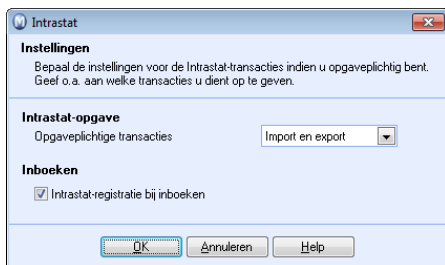 Intrastat
Instellingen
Bepaal de instellingen voor de Intrastat-transacties indien u opgaveplichtig bent.
Geef o.a. aan welke transacties u dient op te geven.
Intrastat-opgave
Opgaveplichtige transacties
Import en export
Inboeken
Intrastat-registratie bij inboeken
OK
Annuleren
Help